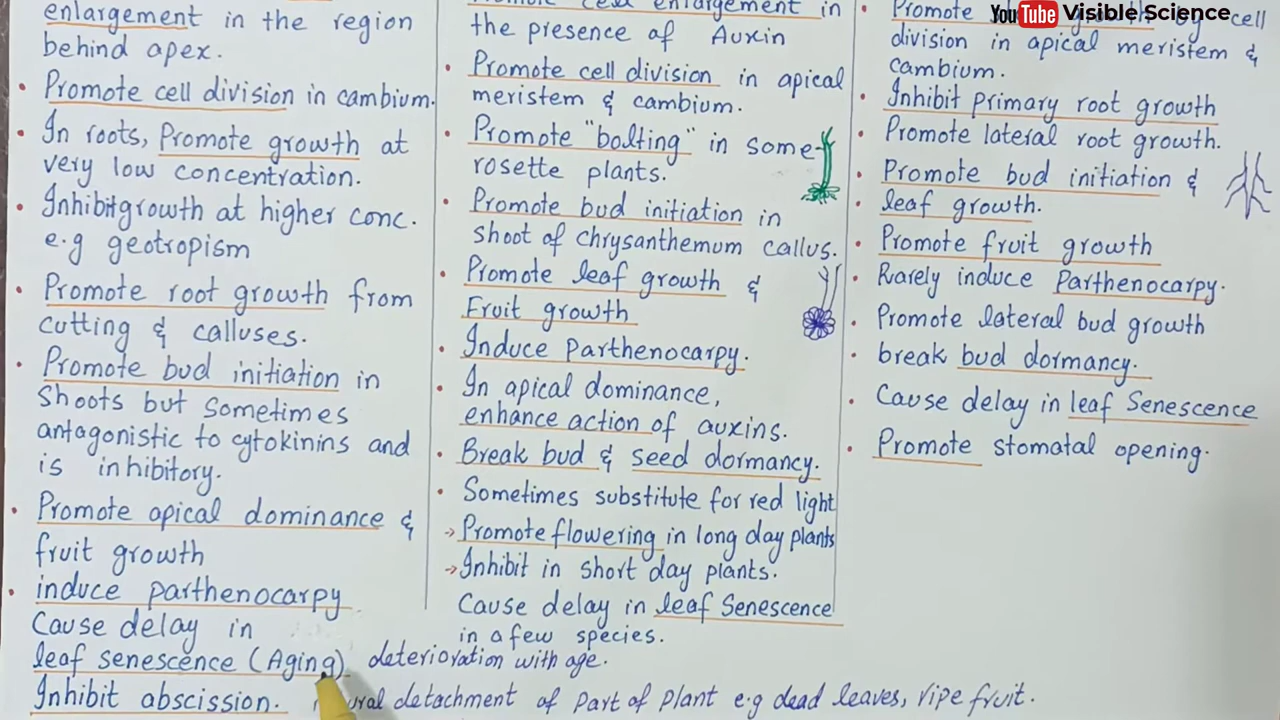 enlargement in the region
behind apex.
• Promote cell division in cambium.
• In roots, Promote growth at
very low concentration.
• Inhibit growth at higher conc.
e.g geotropism
• Promote root growth from
cutting & calluses.
• Promote bud initiation in
Shoots but Sometimes
antagonistic to cytokinins and
is inhibitory.
• Promote apical dominance &
fruit growth
• induce parthenocarpy
Cause delay in
leaf senescence (Aging) deterioration with age.
Inhibit abscission. detachment of part of plant e.g dead leaves, ripe fruit.
enlargement in
the presence of Auxin
• Promote cell division in apical
meristem & cambium.
• Promote "bolting" in some
rosette plants.
• Promote bud initiation in
shoot of chrysanthemum callus.
• Promote leaf growth &
Fruit growth
• Induce Parthenocarpy.
• In apical dominance,
enhance action of auxins.
• Break bud & seed dormancy.
• Sometimes substitute for red light
→ Promote flowering in long day plants
→ Inhibit in short day plants.
Cause delay in leaf Senescence
in a few species.
YouTube Visible Science
• Promote by cell
division in apical meristem &
cambium.
• Inhibit primary root growth
• Promote lateral root growth.
• Promote bud initiation &
• leaf growth.
• Promote fruit growth
• Rarely induce Parthenocarpy.
• Promote lateral bud growth
• break bud dormancy.
• Cause delay in leaf Senescence
• Promote stomatal opening.